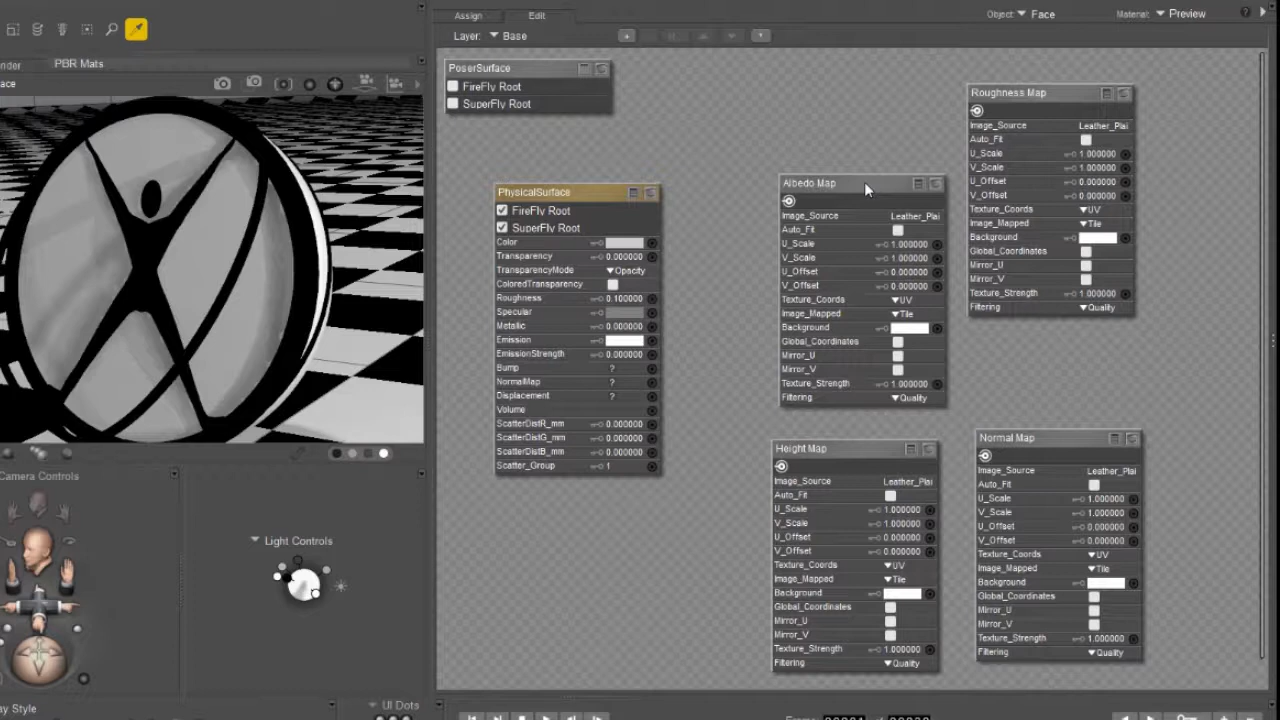 Assign
Edit
Object:
Face
Material:
Preview
Layer:
Base
nder
PBR Mats
ace
PoserSurface
FireFly Root
SuperFly Root
PhysicalSurface
FireFly Root
SuperFly Root
Color
Transparency
0.000000
TransparencyMode
Opacity
ColoredTransparency
Roughness
0.100000
Specular
Metallic
0.000000
Emission
EmissionStrength
0.000000
Bump
?
NormalMap
?
Displacement
?
Volume
ScatterDistR_mm
0.000000
ScatterDistG_mm
0.000000
ScatterDistB_mm
0.000000
Scatter_Group
1
Albedo Map
Image_Source
Leather_Plai
Auto_Fit
U_Scale
1.000000
V_Scale
1.000000
U_Offset
0.000000
V_Offset
0.000000
Texture_Coords
UV
Image_Mapped
Tile
Background
Global_Coordinates
Mirror_U
Mirror_V
Texture_Strength
1.000000
Filtering
Quality
Roughness Map
Image_Source
Leather_Plai
Auto_Fit
U_Scale
1.000000
V_Scale
1.000000
U_Offset
0.000000
V_Offset
0.000000
Texture_Coords
UV
Image_Mapped
Tile
Background
Global_Coordinates
Mirror_U
Mirror_V
Texture_Strength
1.000000
Filtering
Quality
Height Map
Image_Source
Leather_Plai
Auto_Fit
U_Scale
1.000000
V_Scale
1.000000
U_Offset
0.000000
V_Offset
0.000000
Texture_Coords
UV
Image_Mapped
Tile
Background
Global_Coordinates
Mirror_U
Mirror_V
Texture_Strength
1.000000
Filtering
Quality
Normal Map
Image_Source
Leather_Plai
Auto_Fit
U_Scale
1.000000
V_Scale
1.000000
U_Offset
0.000000
V_Offset
0.000000
Texture_Coords
UV
Image_Mapped
Tile
Background
Global_Coordinates
Mirror_U
Mirror_V
Texture_Strength
1.000000
Filtering
Quality
Camera Controls
Light Controls
ay Style
UI Dots